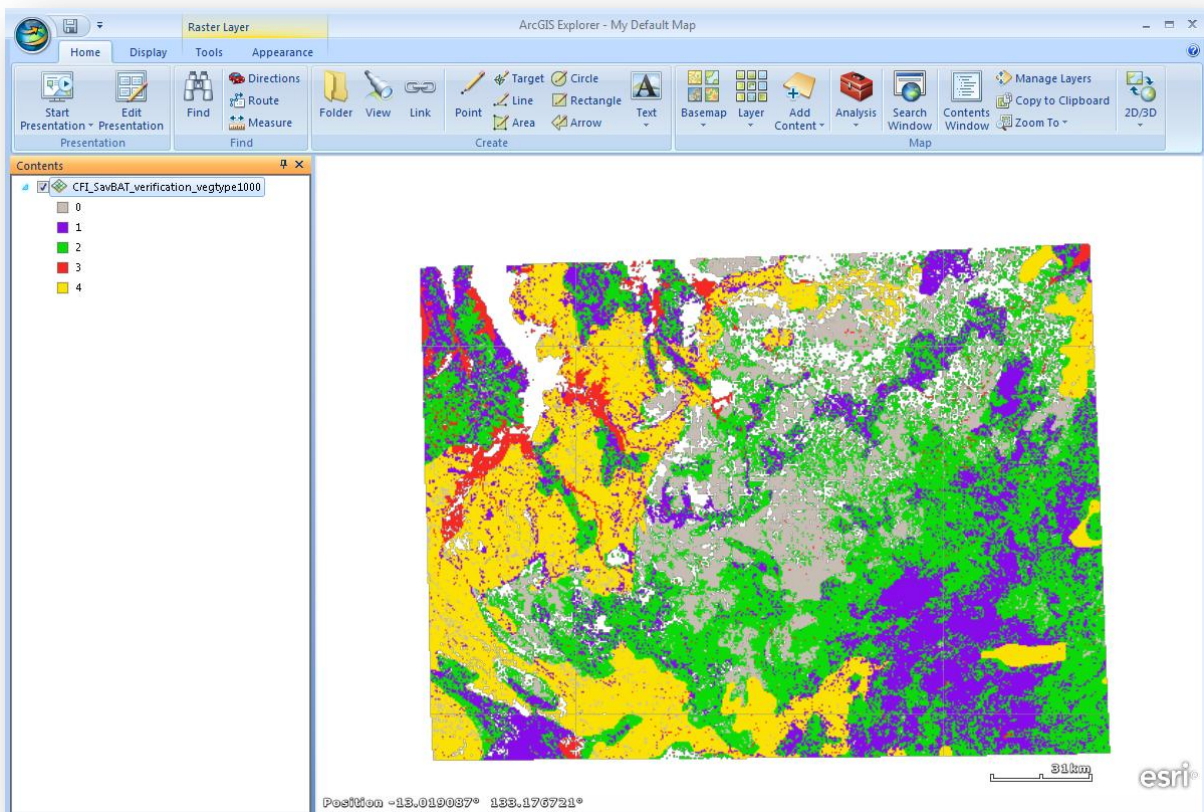 Raster Layer
ArcGIS Explorer - My Default Map
Home Display Tools Appearance
Start Presentation
Edit Presentation
Presentation
Find
Directions
Route
Measure
Find
Folder
View
Link
Point
Target
Line
Area
Circle
Rectangle
Arrow
Text
Create
Basemap
Layer
Add Content
Analysis
Search Window
Contents Window
Manage Layers
Copy to Clipboard
Zoom To
2D/3D
Map
Contents
CFI_SavBAT_verification_vegtype1000
0
1
2
3
4
31km
esri
Position -13.019087° 133.176721°